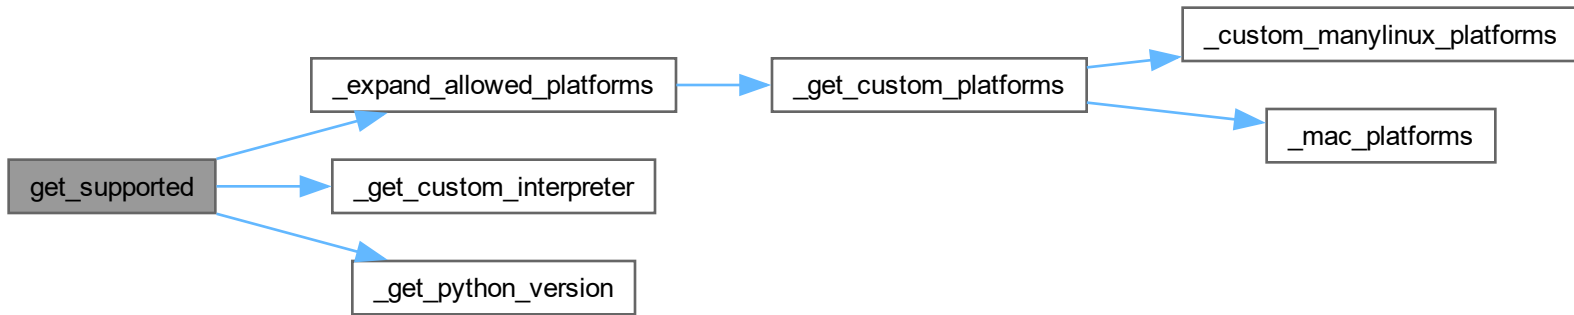 get_supported
_expand_allowed_platforms
_get_custom_platforms
_custom_manylinux_platforms
_mac_platforms
_get_custom_interpreter
_get_python_version